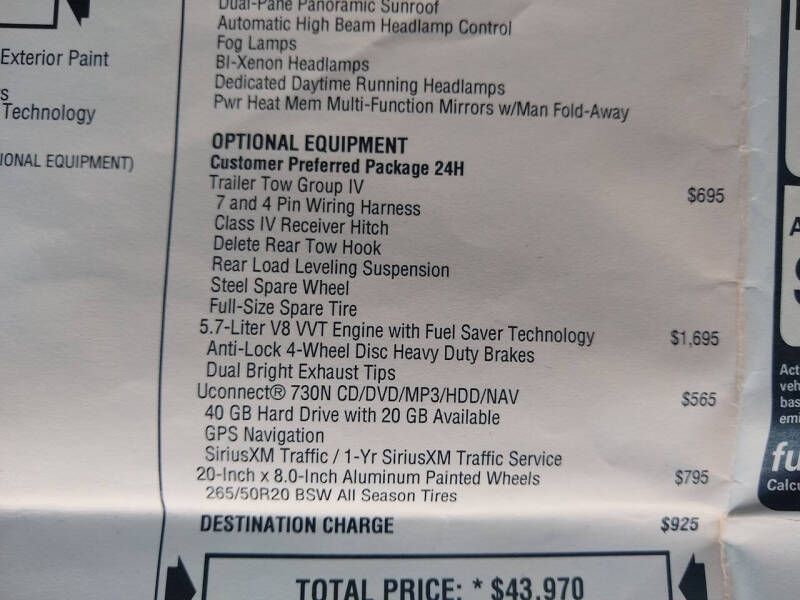 Exterior Paint
Technology
IONAL EQUIPMENT)
Dual-Pane Panoramic Sunroof
Automatic High Beam Headlamp Control
Fog Lamps
BI-Xenon Headlamps
Dedicated Daytime Running Headlamps
Pwr Heat Mem Multi-Function Mirrors w/Man Fold-Away
OPTIONAL EQUIPMENT
Customer Preferred Package 24H
Trailer Tow Group IV $695
7 and 4 Pin Wiring Harness
Class IV Receiver Hitch
Delete Rear Tow Hook
Rear Load Leveling Suspension
Steel Spare Wheel
Full-Size Spare Tire
5.7-Liter V8 VVT Engine with Fuel Saver Technology $1,695
Anti-Lock 4-Wheel Disc Heavy Duty Brakes
Dual Bright Exhaust Tips
Uconnect® 730N CD/DVD/MP3/HDD/NAV $565
40 GB Hard Drive with 20 GB Available
GPS Navigation
SiriusXM Traffic / 1-Yr SiriusXM Traffic Service
20-Inch x 8.0-Inch Aluminum Painted Wheels $795
265/50R20 BSW All Season Tires
DESTINATION CHARGE $925
TOTAL PRICE: * $43,970